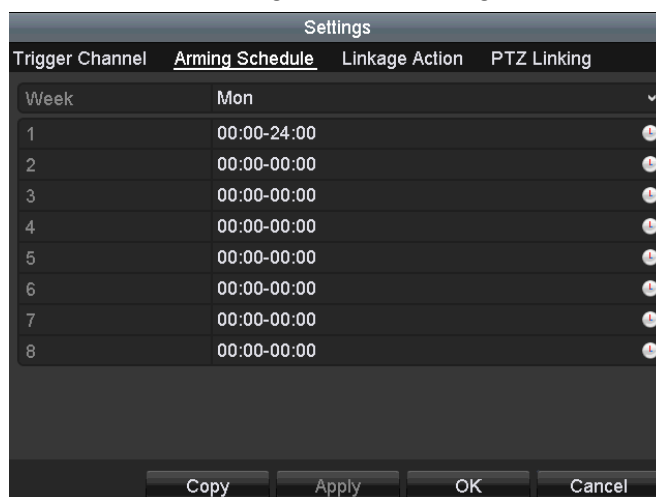 Settings
Trigger Channel Arming Schedule Linkage Action PTZ Linking
Week Mon
1 00:00-24:00
2 00:00-00:00
3 00:00-00:00
4 00:00-00:00
5 00:00-00:00
6 00:00-00:00
7 00:00-00:00
8 00:00-00:00
Copy Apply OK Cancel